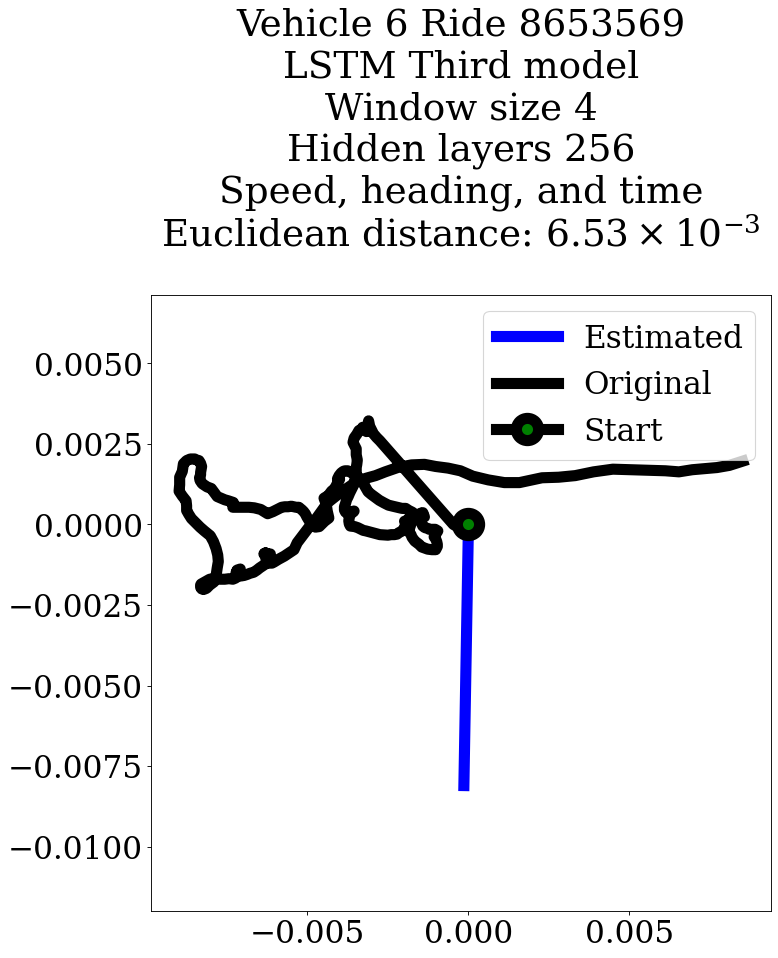 Vehicle 6 Ride 8653569
LSTM Third model
Window size 4
Hidden layers 256
Speed, heading, and time
Euclidean distance: 6.53 × 10⁻³
Estimated
Original
Start
0.0050
0.0025
0.0000
−0.0025
−0.0050
−0.0075
−0.0100
−0.005 0.000 0.005